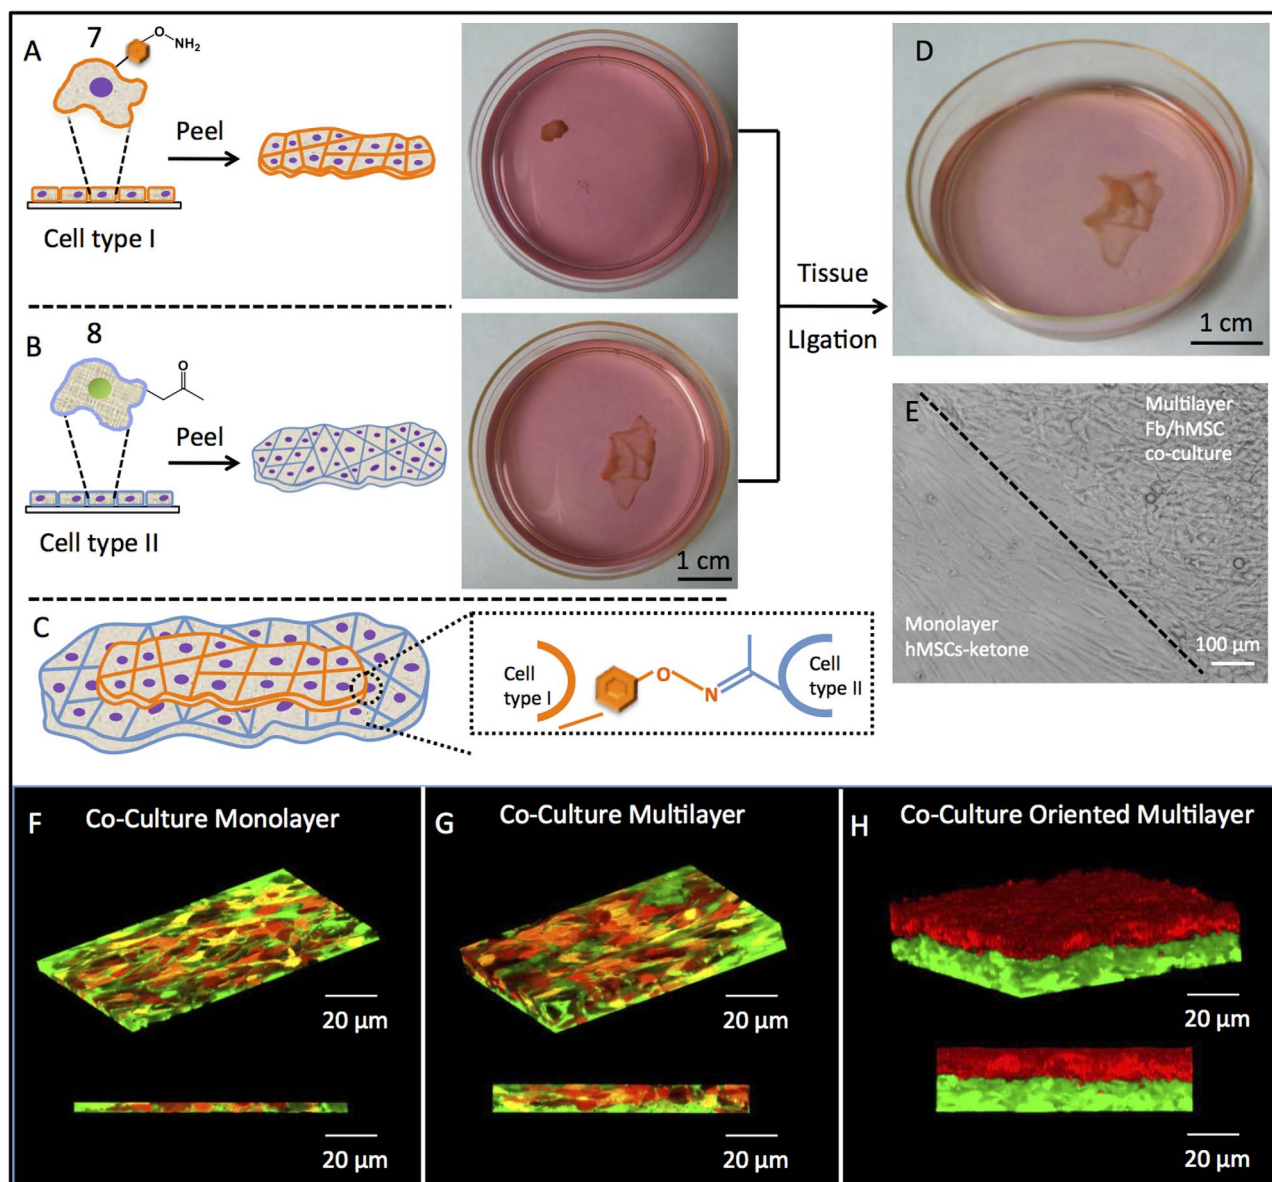 A
7
O
NH2
Peel
Cell type I
B
8
O
Peel
Cell type II
1 cm
Tissue
LIgation
D
1 cm
E
Multilayer
Fb/hMSC
co-culture
Monolayer
hMSCs-ketone
100 µm
C
Cell
type I
O
N
Cell
type II
F
Co-Culture Monolayer
20 µm
20 µm
G
Co-Culture Multilayer
20 µm
20 µm
H
Co-Culture Oriented Multilayer
20 µm
20 µm